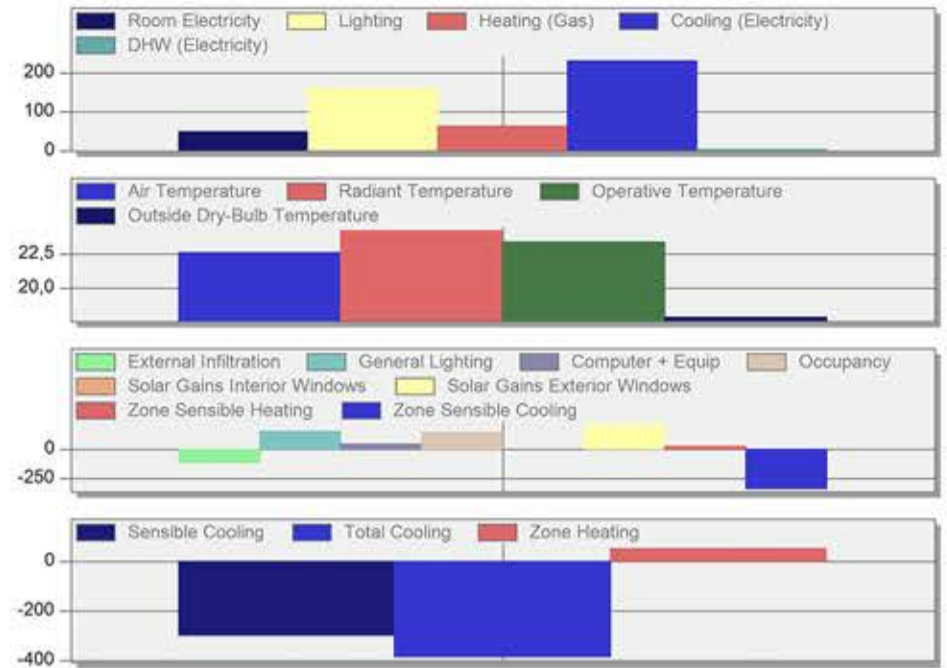 Room Electricity Lighting Heating (Gas) Cooling (Electricity)
DHW (Electricity)
200
100
0
Air Temperature Radiant Temperature Operative Temperature
Outside Dry-Bulb Temperature
22,5
20,0
External Infiltration General Lighting Computer + Equip Occupancy
Solar Gains Interior Windows Solar Gains Exterior Windows
Zone Sensible Heating Zone Sensible Cooling
0
-250
Sensible Cooling Total Cooling Zone Heating
0
-200
-400